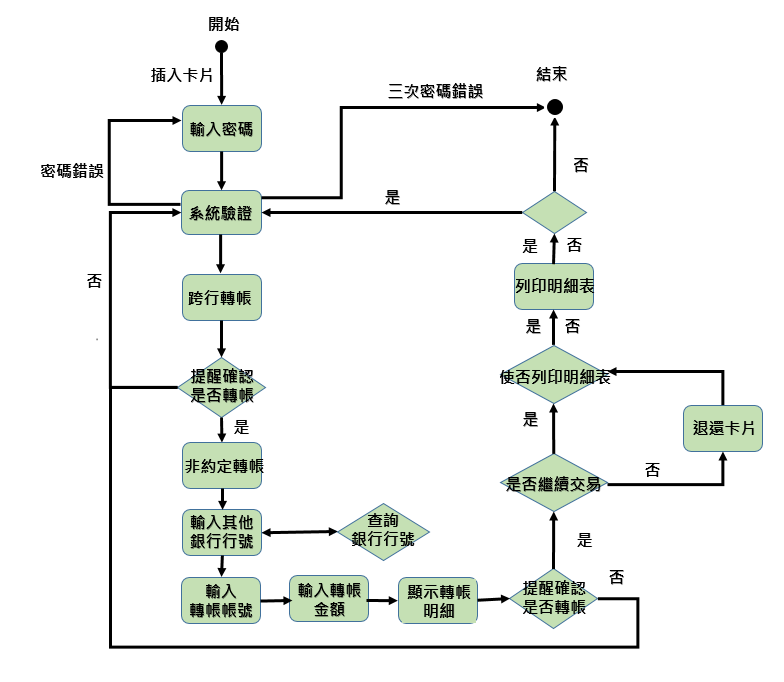 開始
插入卡片
輸入密碼
密碼錯誤
三次密碼錯誤
結束
系統驗證
是
否
跨行轉帳
提醒確認
是否轉帳
否
是
非約定轉帳
輸入其他
銀行行號
查詢
銀行行號
輸入
轉帳帳號
輸入轉帳
金額
顯示轉帳
明細
提醒確認
是否轉帳
否
是
是否繼續交易
否
退還卡片
是
使否列印明細表
是
否
列印明細表
是
否